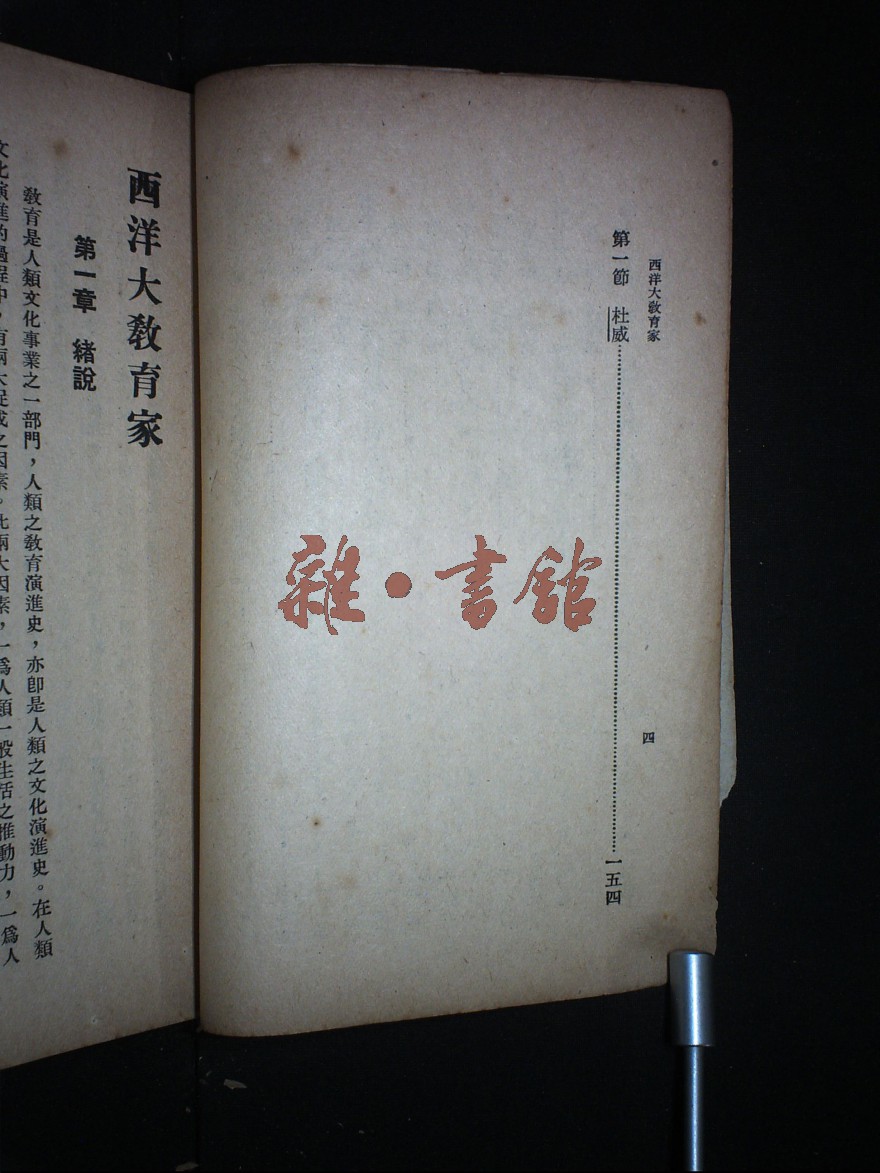 西洋大教育家
四
第一節　杜威……一五四
雜·書館
西洋大教育家
第一章　緒說
教育是人類文化事業之一部門，人類之教育演進史，亦卽是人類之文化演進史。在人類
文化演進的過程中，有兩大促成之因素。此兩大因素，一爲人類一般生活之推動力，一爲人